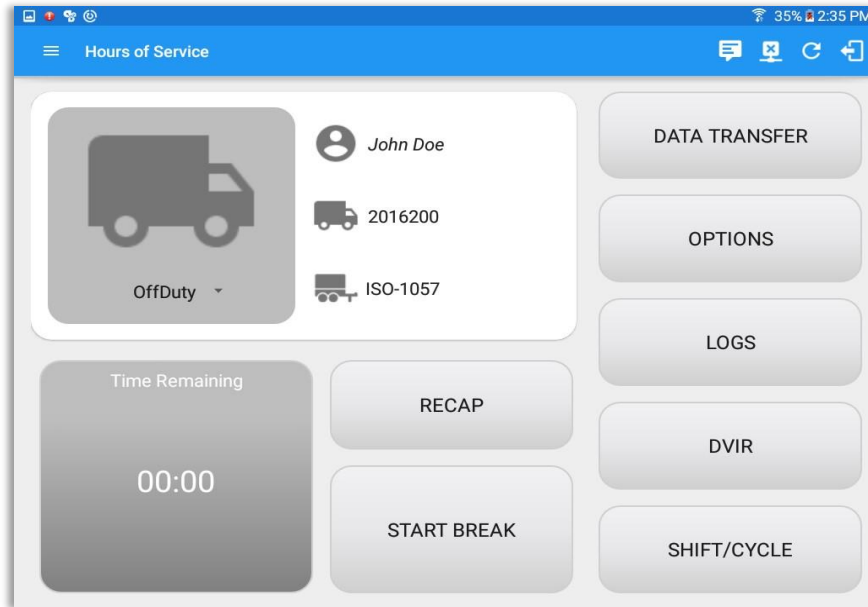 35% 2:35 PM
Hours of Service
John Doe
2016200
ISO-1057
OffDuty
DATA TRANSFER
OPTIONS
LOGS
DVIR
SHIFT/CYCLE
Time Remaining
00:00
RECAP
START BREAK